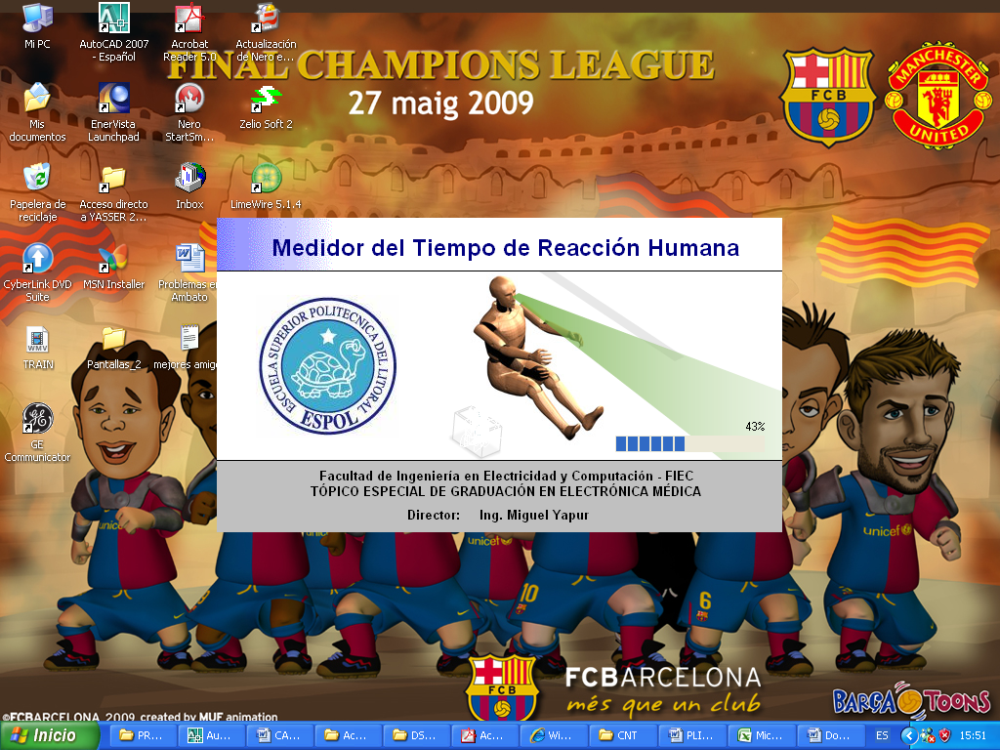 Mi PC
AutoCAD 2007
- Español
Acrobat
Reader 5.0
Actualización
de Nero e...
FINAL CHAMPIONS LEAGUE
27 maig 2009
FCB
MANCHESTER
UNITED
Mis
documentos
EnerVista
Launchpad
Nero
StartSm...
Zelio Soft 2
Papelera de
reciclaje
Acceso directo
a YASSER 2...
Inbox
LimeWire 5.1.4
CyberLink DVD
Suite
MSN Installer
Problemas en
Ambato
WMV
TRAIN
Pantallas_2
mejores amigo
GE
Communicator
Medidor del Tiempo de Reacción Humana
ESCUELA SUPERIOR POLITECNICA DEL LITORAL
ESPOL
43%
Facultad de Ingeniería en Electricidad y Computación - FIEC
TÓPICO ESPECIAL DE GRADUACIÓN EN ELECTRÓNICA MÉDICA
Director: Ing. Miguel Yapur
unicef
unicef
unicef
10
6
FCB
FCBARCELONA
més que un club
BARÇA TOONS
©FCBARCELONA 2009 created by MUF animation
Inicio
PR...
Au...
CA...
Ac...
DS...
Ac...
Wi...
CNT
PLI...
Mic...
Do...
ES
15:51